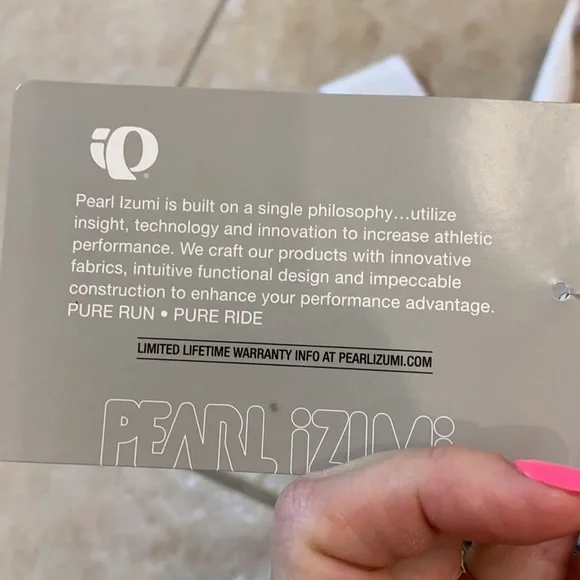 Pearl Izumi is built on a single philosophy...utilize
insight, technology and innovation to increase athletic
performance. We craft our products with innovative
fabrics, intuitive functional design and impeccable
construction to enhance your performance advantage.
PURE RUN • PURE RIDE
LIMITED LIFETIME WARRANTY INFO AT PEARLIZUMI.COM
PEARL iZUMi